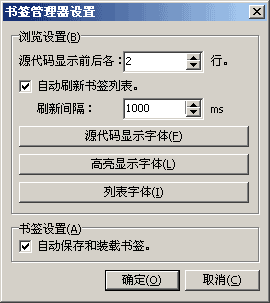 书签管理器设置
浏览设置(B)
源代码显示前后各：2 行。
自动刷新书签列表。
刷新间隔：1000 ms
源代码显示字体(F)
高亮显示字体(L)
列表字体(I)
书签设置(A)
自动保存和装载书签。
确定(O) 取消(C)